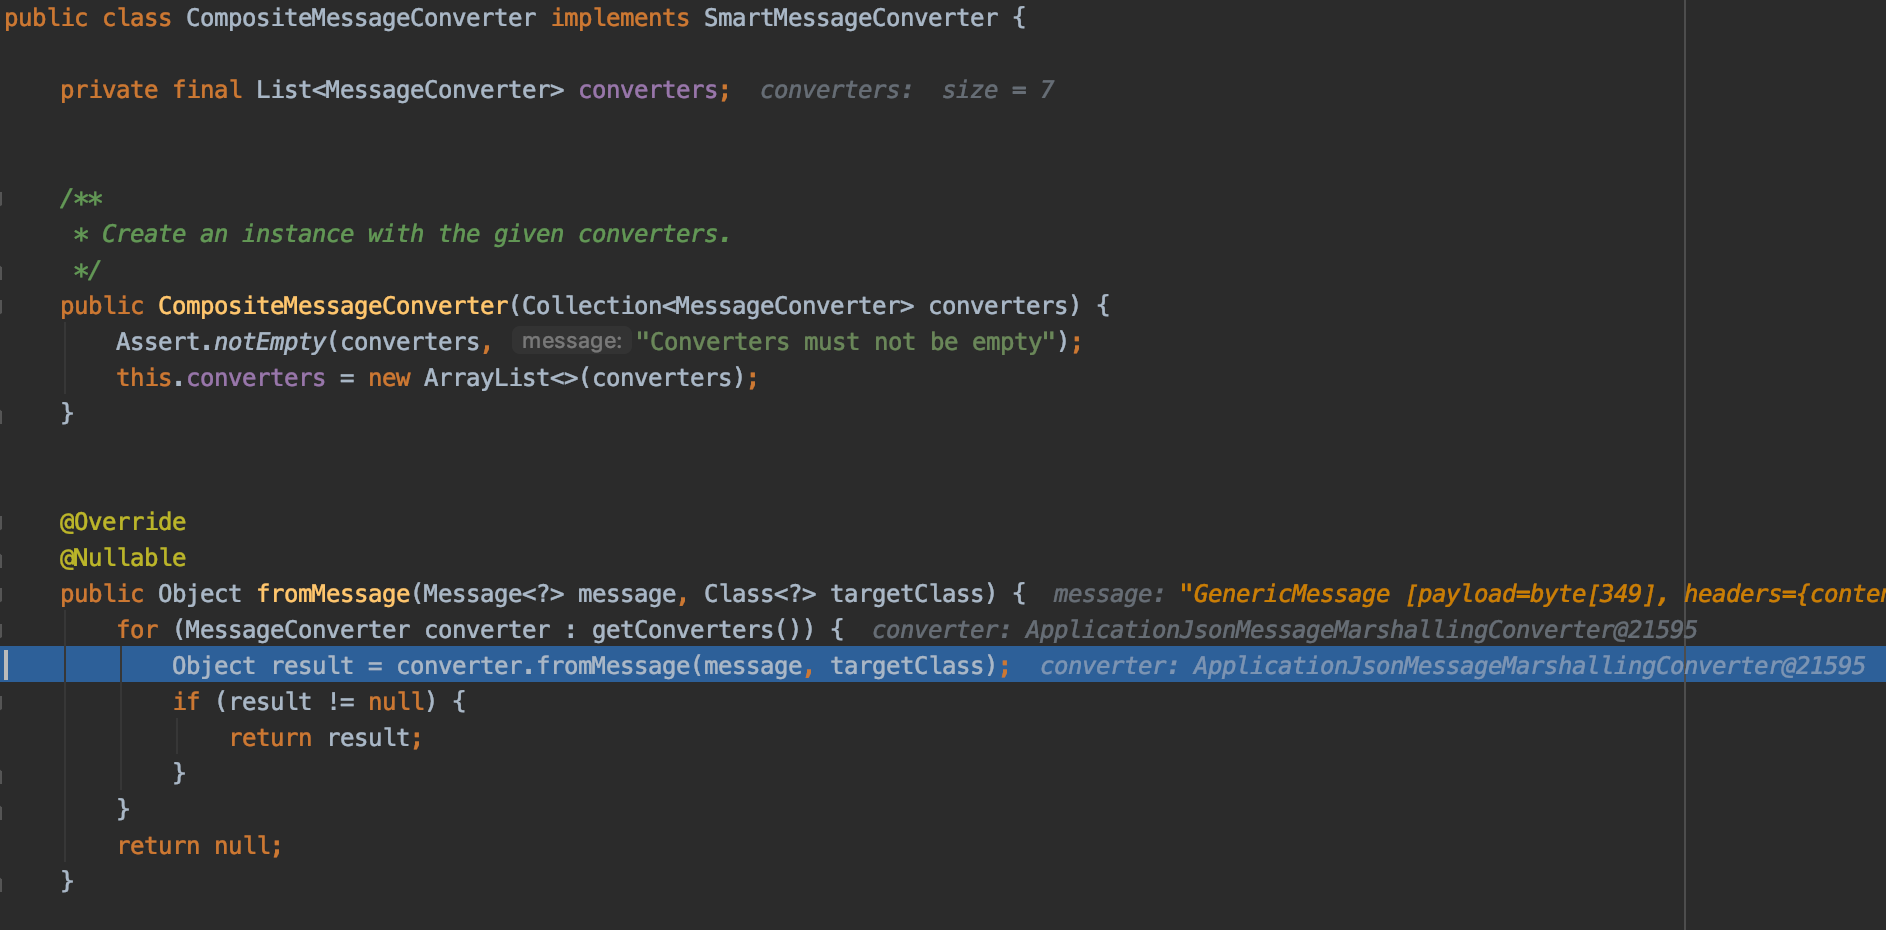 public class CompositeMessageConverter implements SmartMessageConverter {
private final List<MessageConverter> converters;  converters:  size = 7
/**
* Create an instance with the given converters.
*/
public CompositeMessageConverter(Collection<MessageConverter> converters) {
Assert.notEmpty(converters, message: "Converters must not be empty");
this.converters = new ArrayList<>(converters);
}
@Override
@Nullable
public Object fromMessage(Message<?> message, Class<?> targetClass) {  message: "GenericMessage [payload=byte[349], headers={conten
for (MessageConverter converter : getConverters()) {  converter: ApplicationJsonMessageMarshallingConverter@21595
Object result = converter.fromMessage(message, targetClass);  converter: ApplicationJsonMessageMarshallingConverter@21595
if (result != null) {
return result;
}
}
return null;
}